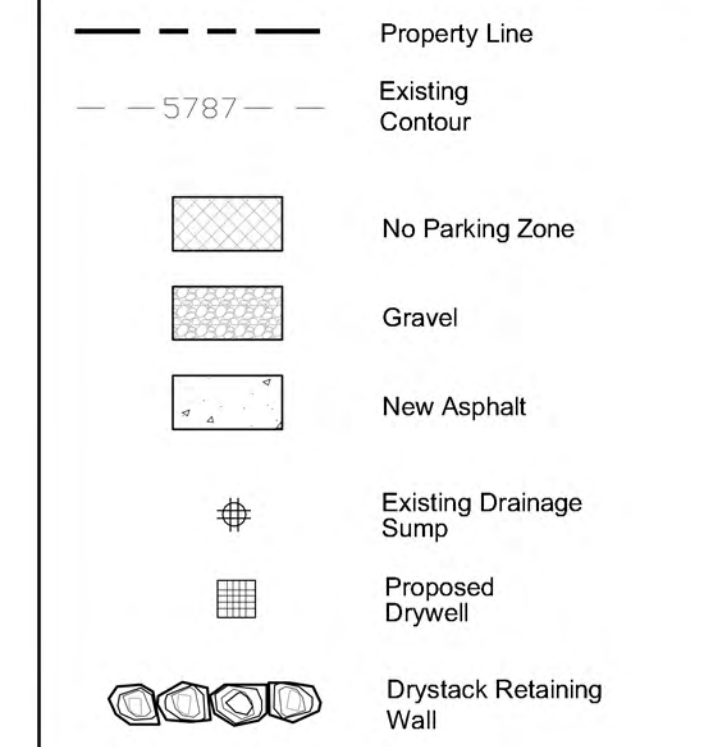 Property Line
Existing
Contour
5787
No Parking Zone
Gravel
New Asphalt
Existing Drainage
Sump
Proposed
Drywell
Drystack Retaining
Wall